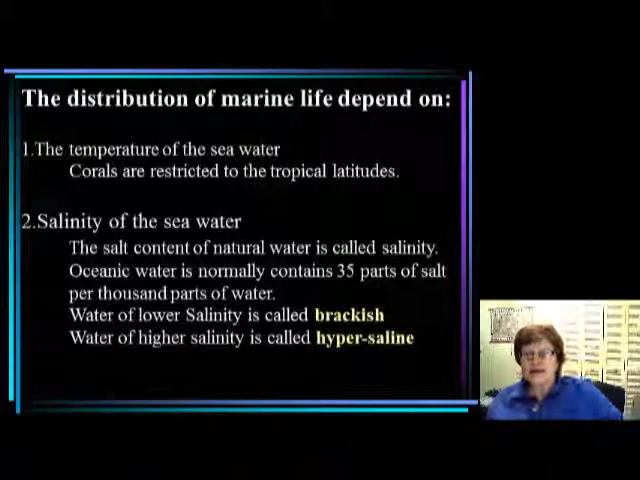 The distribution of marine life depend on:
1.The temperature of the sea water
Corals are restricted to the tropical latitudes.
2.Salinity of the sea water
The salt content of natural water is called salinity.
Oceanic water is normally contains 35 parts of salt
per thousand parts of water.
Water of lower Salinity is called brackish
Water of higher salinity is called hyper-saline